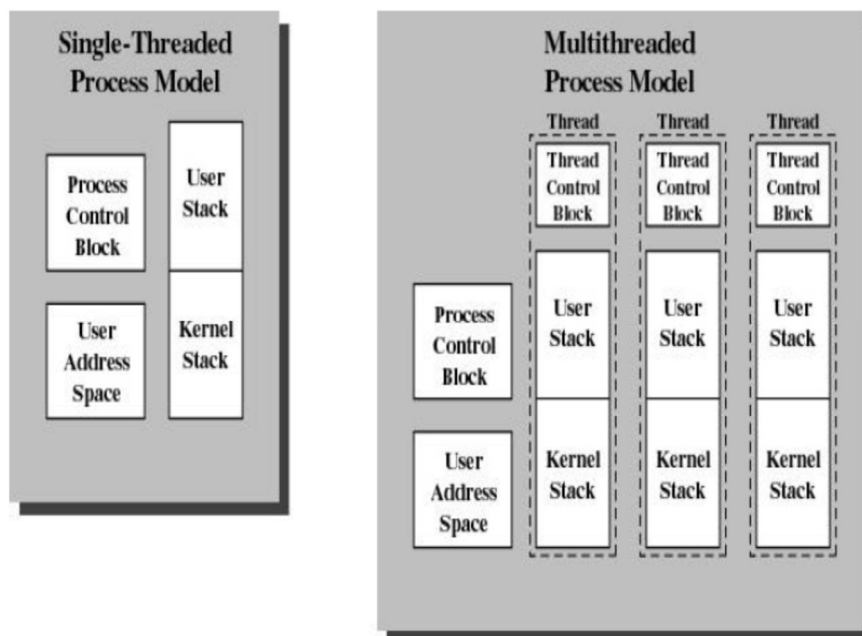 Single-Threaded
Process Model
Process
Control
Block
User
Stack
User
Address
Space
Kernel
Stack
Multithreaded
Process Model
Thread
Thread
Thread
Thread
Control
Block
Thread
Control
Block
Thread
Control
Block
Process
Control
Block
User
Stack
User
Stack
User
Stack
User
Address
Space
Kernel
Stack
Kernel
Stack
Kernel
Stack